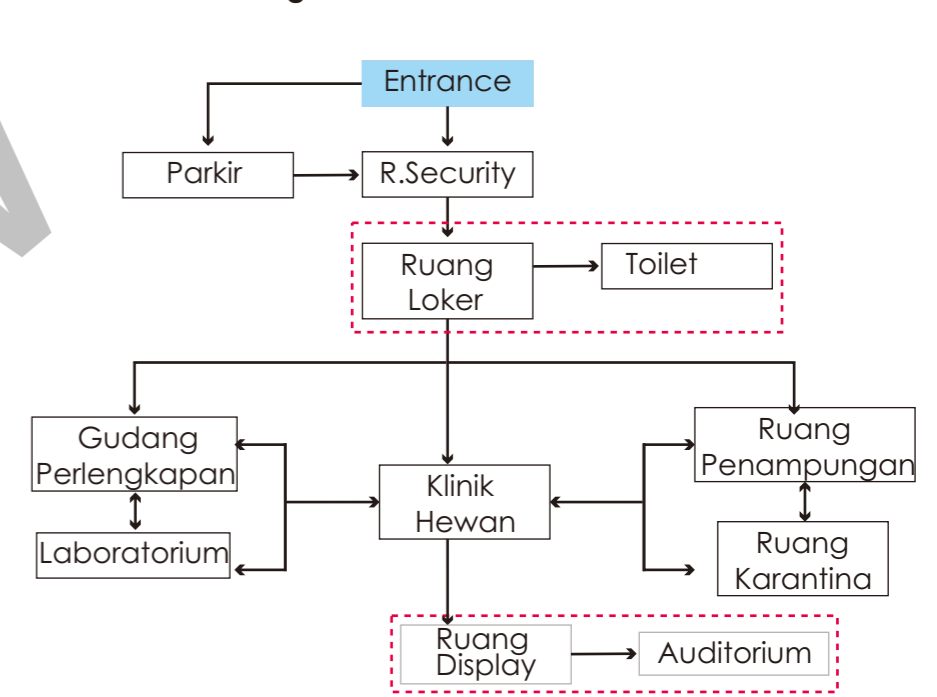 Entrance
Parkir
R.Security
Ruang
Loker
Toilet
Gudang
Perlengkapan
Laboratorium
Klinik
Hewan
Ruang
Penampungan
Ruang
Karantina
Ruang
Display
Auditorium